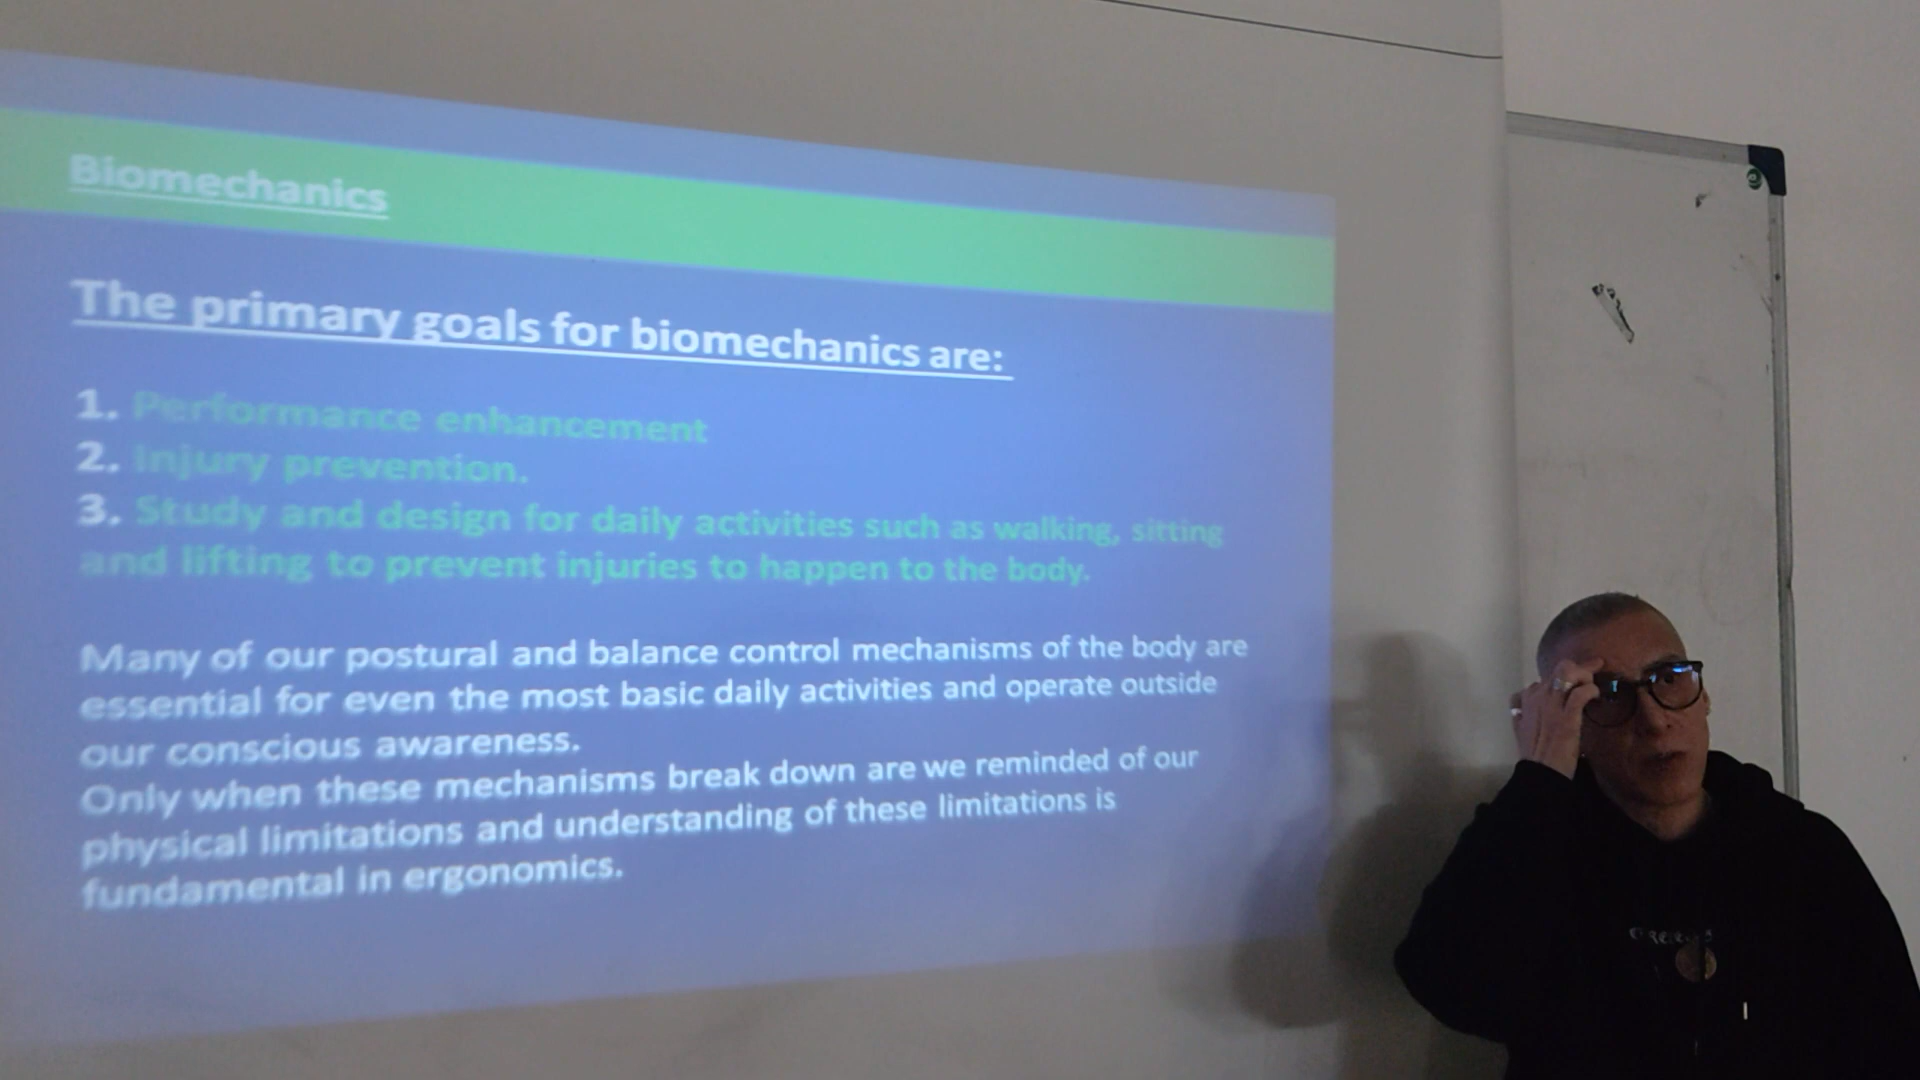 Biomechanics
The primary goals for biomechanics are:
1. Performance enhancement
2. Injury prevention.
3. Study and design for daily activities such as walking, sitting
and lifting to prevent injuries to happen to the body.
Many of our postural and balance control mechanisms of the body are
essential for even the most basic daily activities and operate outside
our conscious awareness.
Only when these mechanisms break down are we reminded of our
physical limitations and understanding of these limitations is
fundamental in ergonomics.